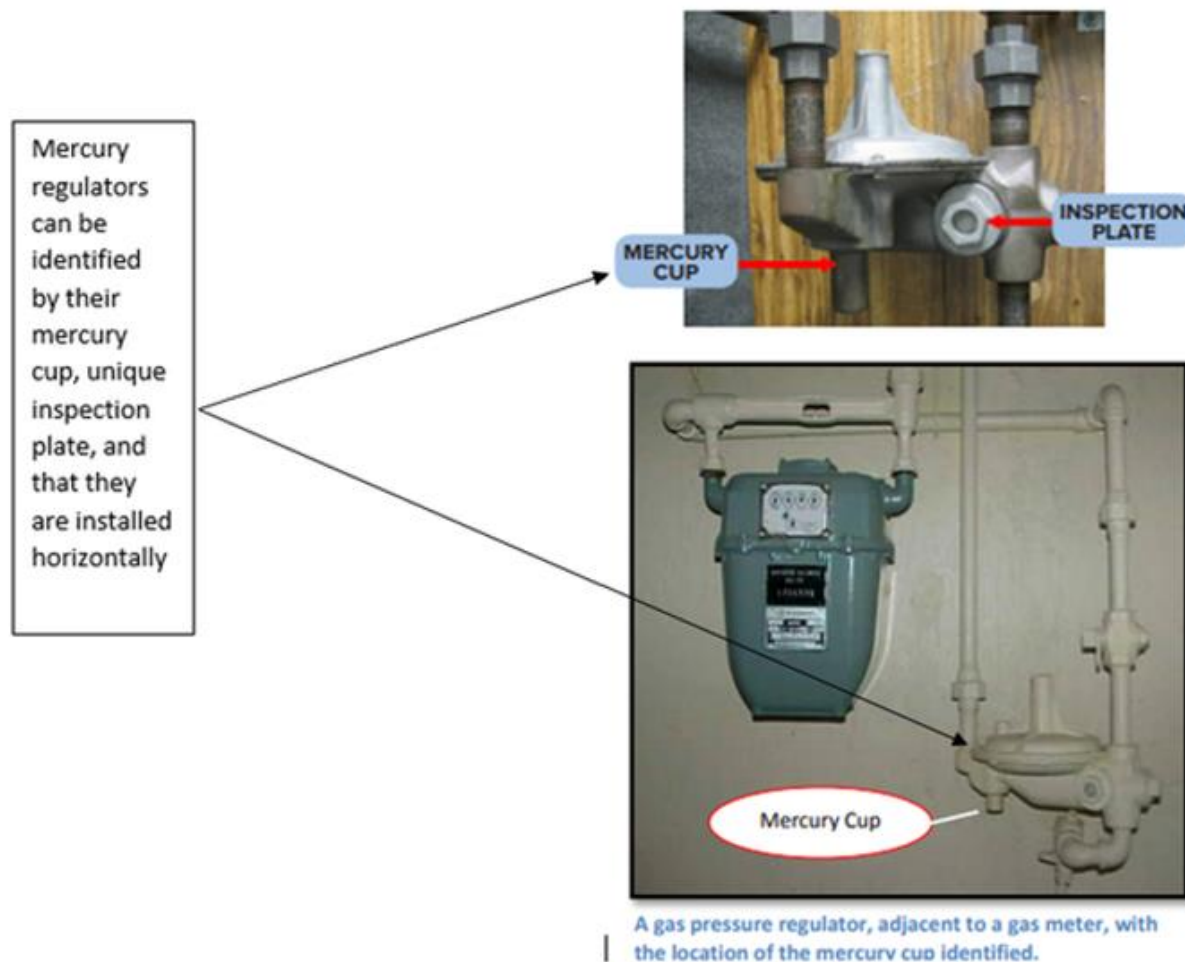 Mercury
regulators
can be
identified
by their
mercury
cup, unique
inspection
plate, and
that they
are installed
horizontally
MERCURY
CUP
INSPECTION
PLATE
Mercury Cup
A gas pressure regulator, adjacent to a gas meter, with
the location of the mercury cup identified.